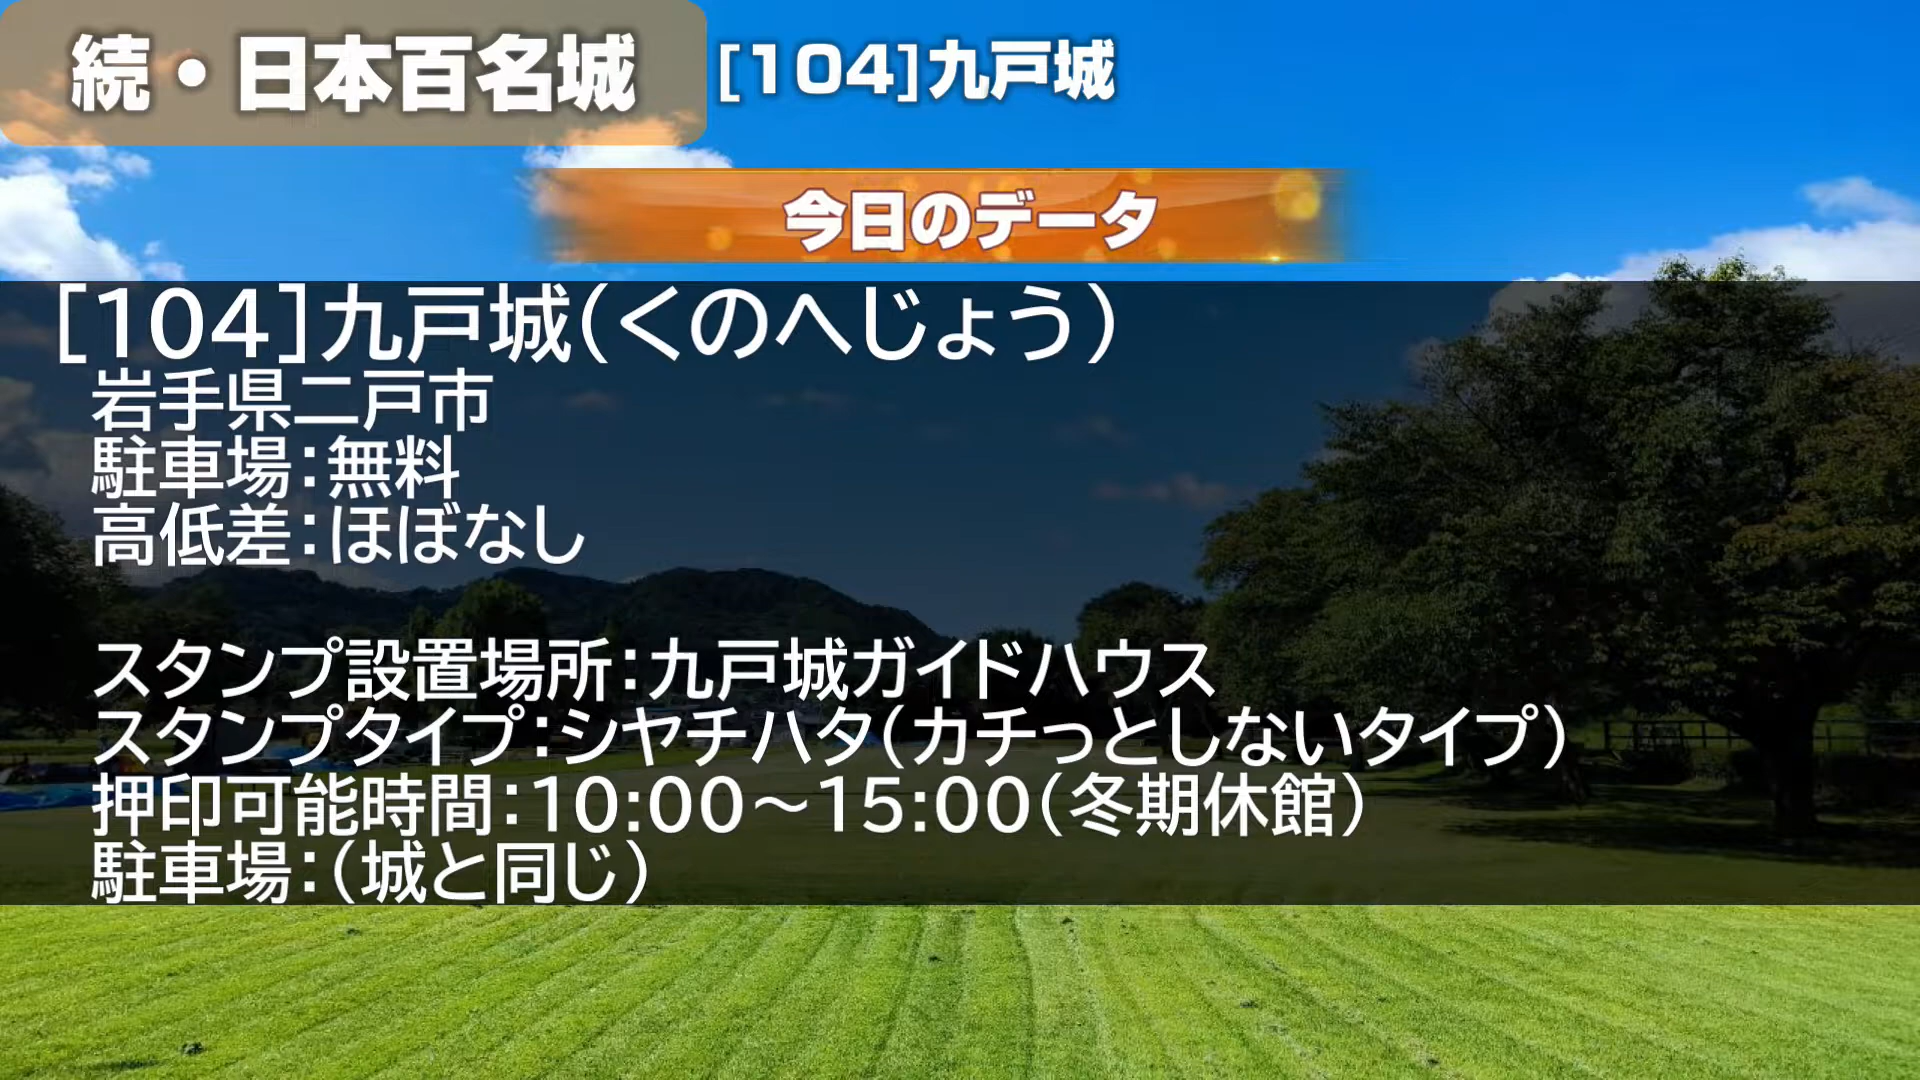 続・日本百名城
[104]九戸城
今日のデータ
[104]九戸城(くのへじょう)
岩手県二戸市
駐車場：無料
高低差：ほぼなし
スタンプ設置場所：九戸城ガイドハウス
スタンプタイプ：シヤチハタ(カチっとしないタイプ)
押印可能時間：10:00～15:00(冬期休館)
駐車場：(城と同じ)